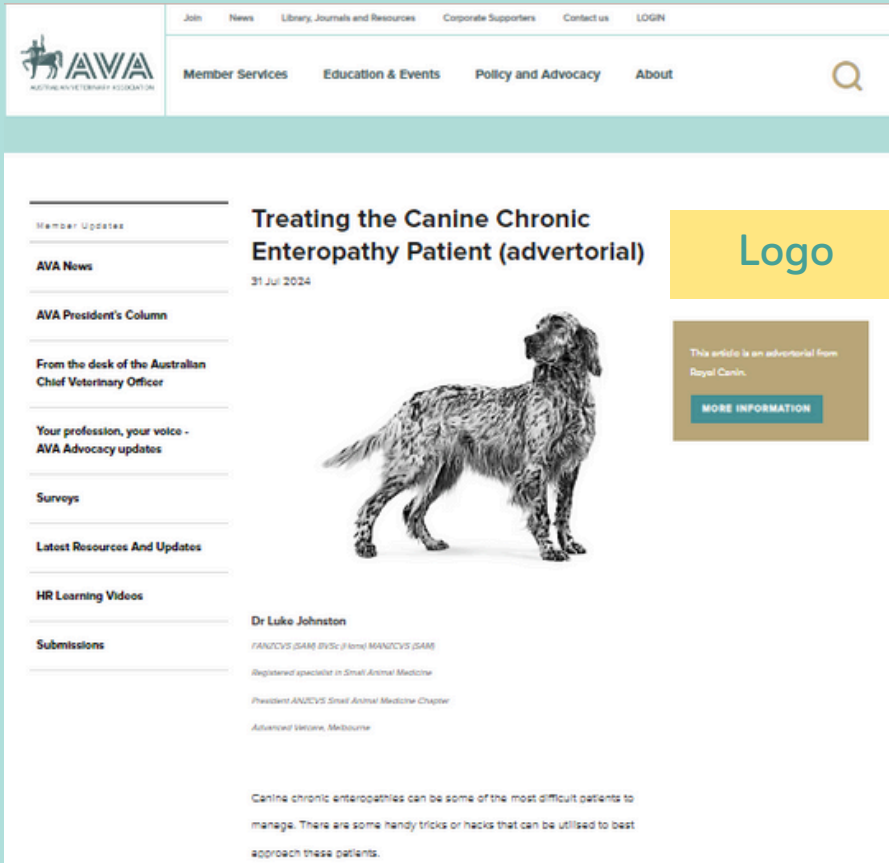 Join News Library, Journals and Resources Corporate Supporters Contact us LOGIN
AVA
AUSTRALIAN VETERINARY ASSOCIATION
Member Services Education & Events Policy and Advocacy About
Member Updates
AVA News
AVA President's Column
From the desk of the Australian
Chief Veterinary Officer
Your profession, your voice -
AVA Advocacy updates
Surveys
Latest Resources And Updates
HR Learning Videos
Submissions
Treating the Canine Chronic
Enteropathy Patient (advertorial)
31 Jul 2024
Dr Luke Johnston
FANZCVS (SAM) BVSc (Hons) MANZCVS (SAM)
Registered specialist in Small Animal Medicine
President ANZCVS Small Animal Medicine Chapter
Advanced Vetcare, Melbourne
Canine chronic enteropathies can be some of the most difficult patients to
manage. There are some handy tricks or hacks that can be utilised to best
approach these patients.
Logo
This article is an advertorial from
Royal Canin.
MORE INFORMATION